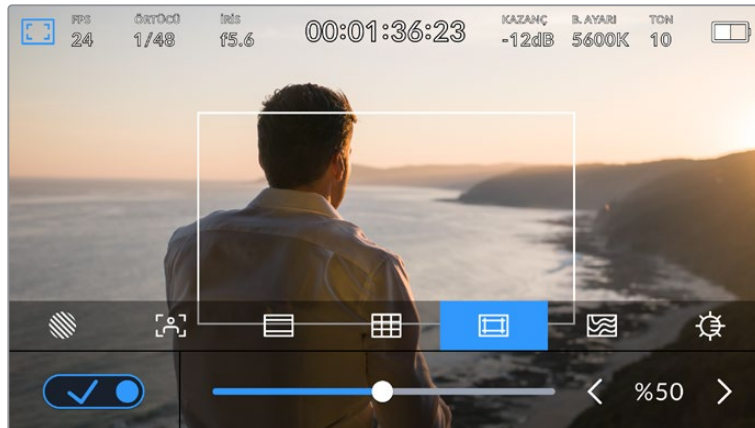 FPS ÖRTÜCÜ İRİS KAZANÇ B. AYARI TON
24 1/48 f5.6 00:01:36:23 -12dB 5600K 10
%50